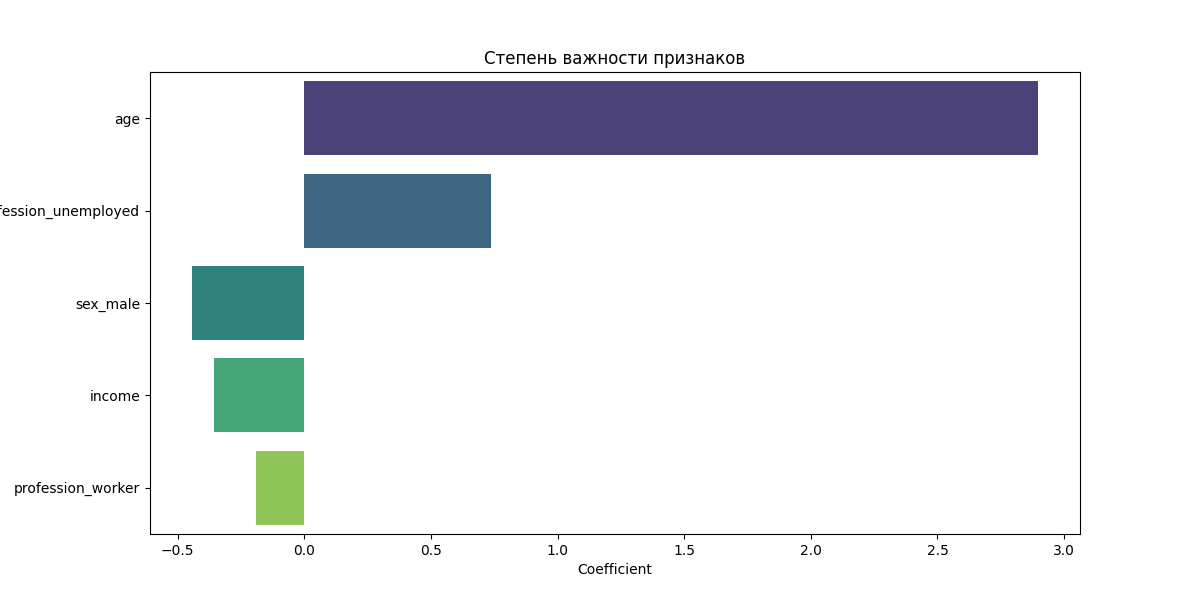 Степень важности признаков
age
fession_unemployed
sex_male
income
profession_worker
−0.5 0.0 0.5 1.0 1.5 2.0 2.5 3.0
Coefficient